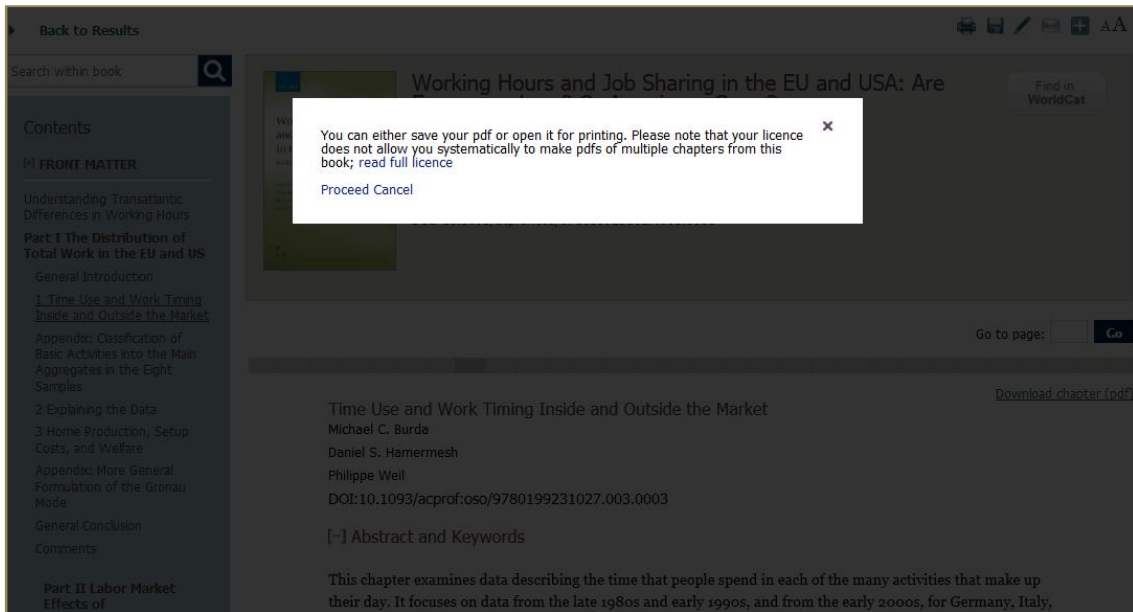 Back to Results
AA
Search within book
Working Hours and Job Sharing in the EU and USA: Are
Find in
WorldCat
You can either save your pdf or open it for printing. Please note that your licence
does not allow you systematically to make pdfs of multiple chapters from this
book; read full licence
Proceed Cancel
Contents
[-] FRONT MATTER
Understanding Transatlantic
Differences in Working Hours
Part I The Distribution of
Total Work in the EU and US
General Introduction
1 Time Use and Work Timing
Inside and Outside the Market
Appendix: Classification of
Basic Activities into the Main
Aggregates in the Eight
Samples
2 Explaining the Data
3 Home Production, Setup
Costs, and Welfare
Appendix: More General
Formulation of the Gronau
Mode
General Conclusion
Comments
Part II Labor Market
Effects of
Go to page:
Go
Download chapter (pdf)
Time Use and Work Timing Inside and Outside the Market
Michael C. Burda
Daniel S. Hamermesh
Philippe Weil
DOI:10.1093/acprof:oso/9780199231027.003.0003
[-] Abstract and Keywords
This chapter examines data describing the time that people spend in each of the many activities that make up
their day. It focuses on data from the late 1980s and early 1990s, and from the early 2000s, for Germany, Italy,